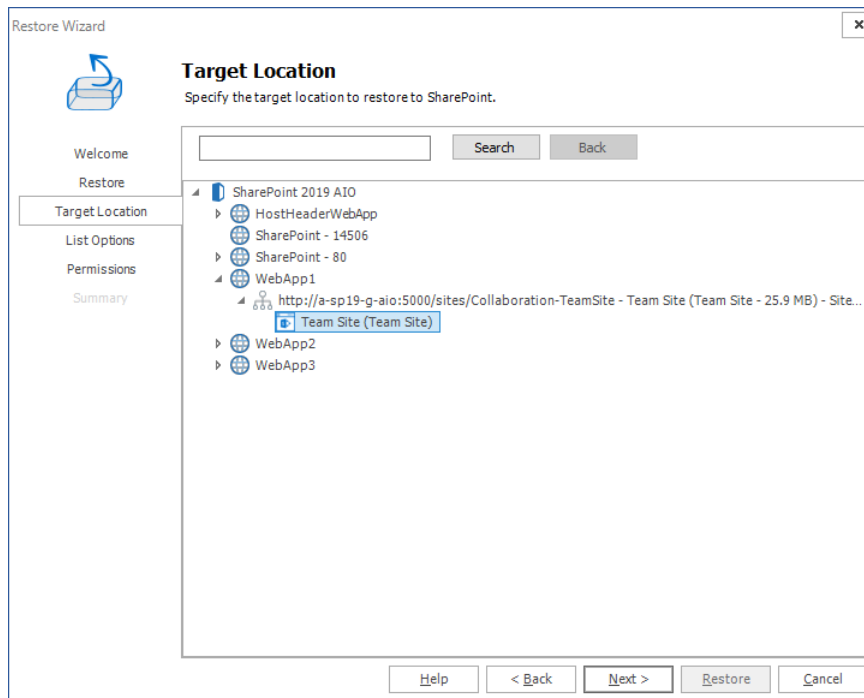 Restore Wizard
Target Location
Specify the target location to restore to SharePoint.
Welcome
Restore
Target Location
List Options
Permissions
Summary
Search
Back
SharePoint 2019 AIO
HostHeaderWebApp
SharePoint - 14506
SharePoint - 80
WebApp1
http://a-sp19-g-aio:5000/sites/Collaboration-TeamSite - Team Site (Team Site - 25.9 MB) - Site...
Team Site (Team Site)
WebApp2
WebApp3
Help
< Back
Next >
Restore
Cancel